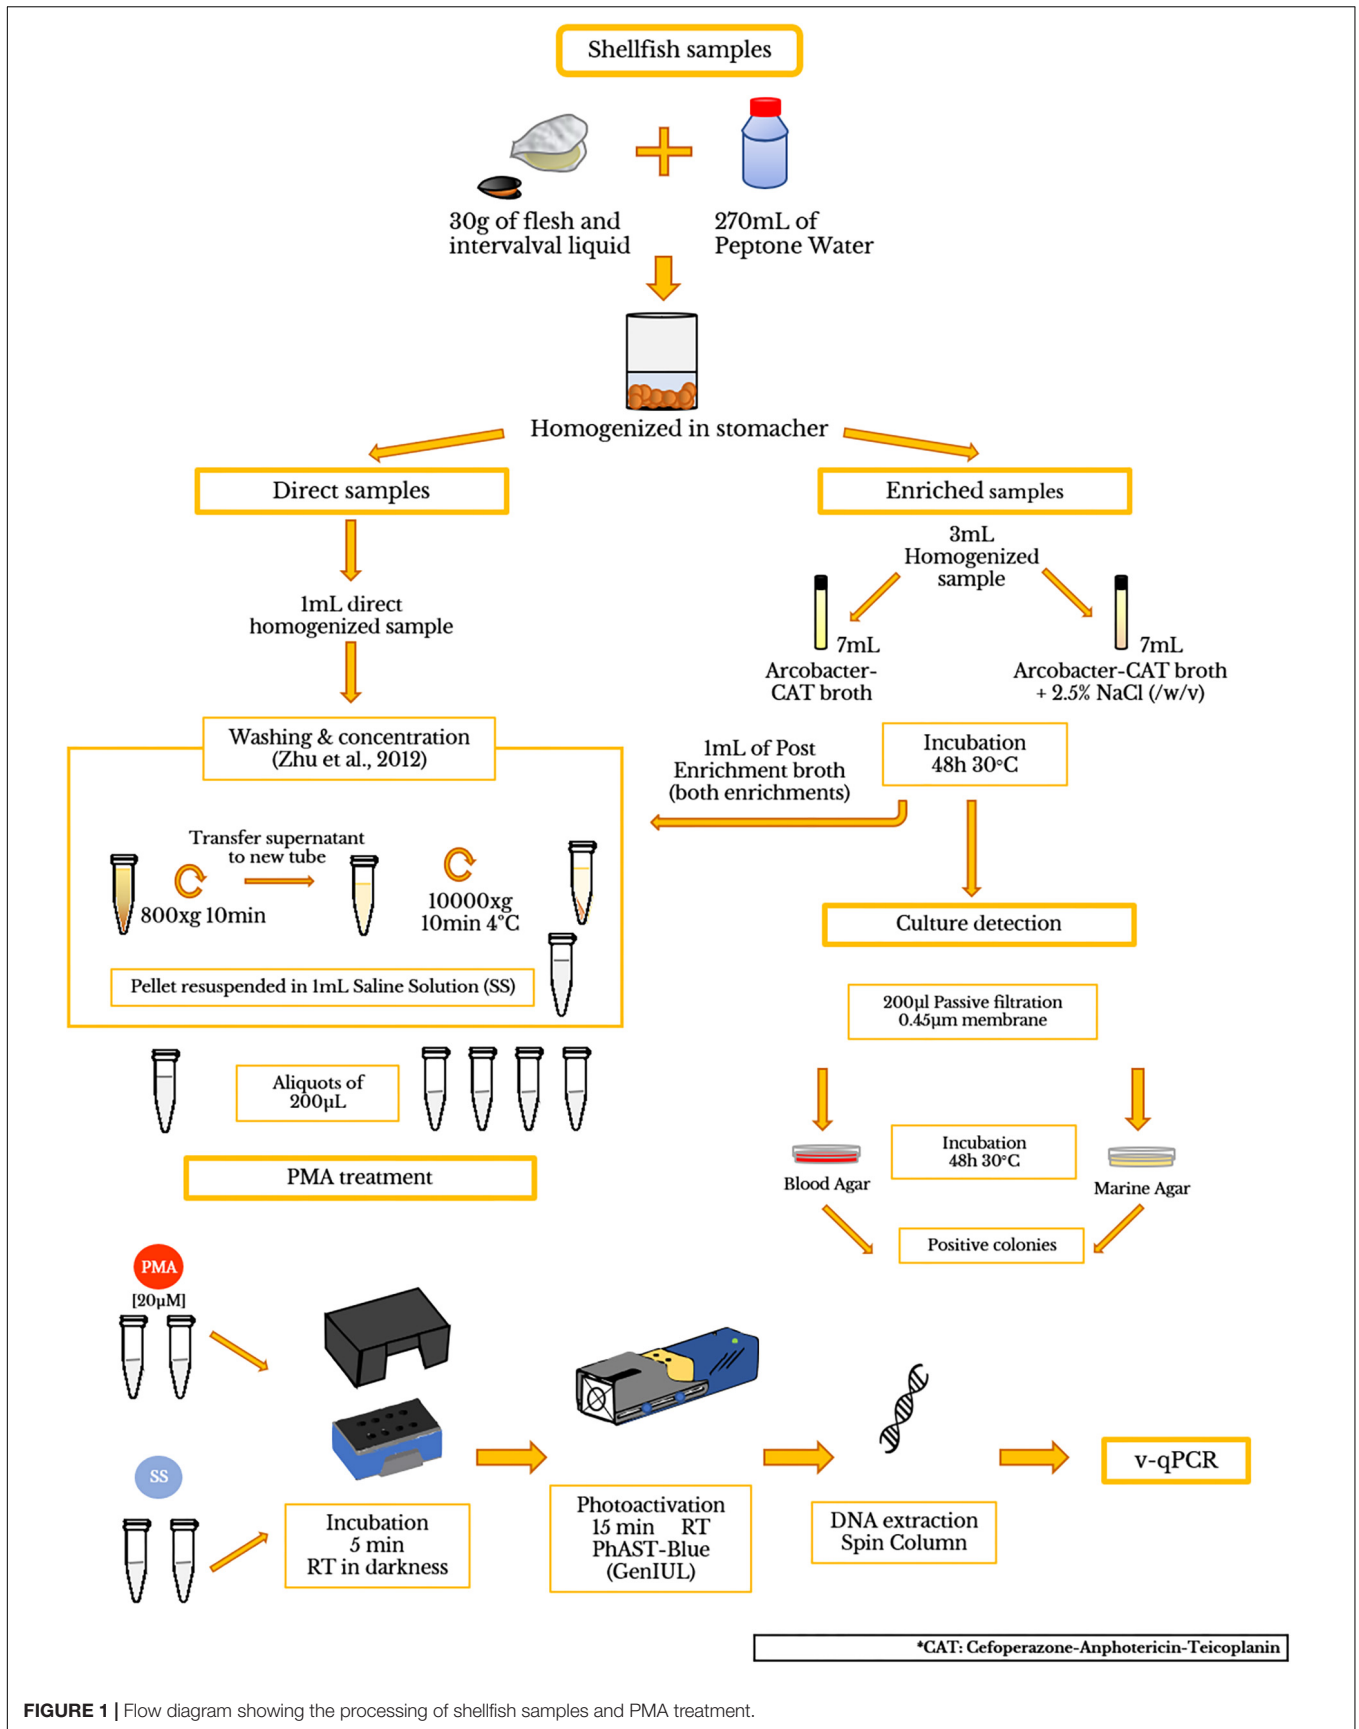 Shellfish samples
30g of flesh and
intervalval liquid
270mL of
Peptone Water
Homogenized in stomacher
Direct samples
1mL direct
homogenized sample
Washing & concentration
(Zhu et al., 2012)
Transfer supernatant
to new tube
800xg 10min
10000xg
10min 4°C
Pellet resuspended in 1mL Saline Solution (SS)
Aliquots of
200µL
Enriched samples
3mL
Homogenized
sample
7mL
Arcobacter-
CAT broth
7mL
Arcobacter-CAT broth
+ 2.5% NaCl (/w/v)
Incubation
48h 30°C
1mL of Post
Enrichment broth
(both enrichments)
Culture detection
200µl Passive filtration
0.45µm membrane
Incubation
48h 30°C
Blood Agar
Marine Agar
Positive colonies
PMA treatment
PMA
[20µM]
SS
Incubation
5 min
RT in darkness
Photoactivation
15 min RT
PhAST-Blue
(GenIUL)
DNA extraction
Spin Column
v-qPCR
*CAT: Cefoperazone-Anphotericin-Teicoplanin
FIGURE 1 | Flow diagram showing the processing of shellfish samples and PMA treatment.